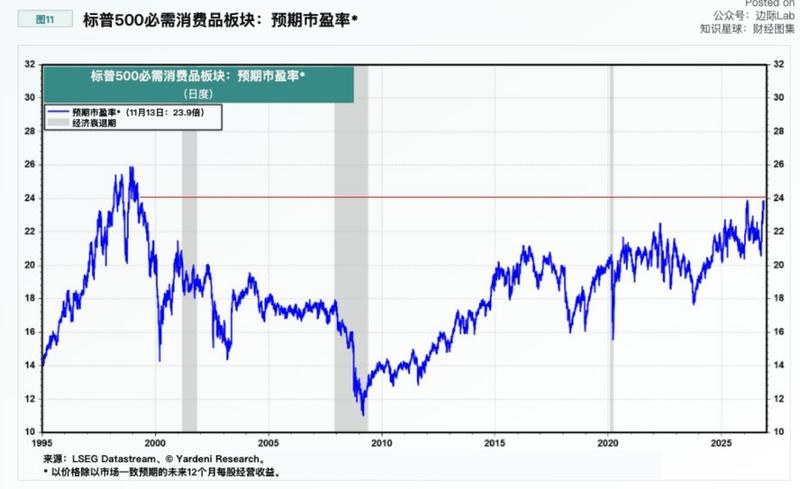 Posted on
公众号：边际Lab
知识星球：财经图集
图11 标普500必需消费品板块：预期市盈率*
标普500必需消费品板块：预期市盈率*
（日度）
预期市盈率*（11月13日：23.9倍）
经济衰退期
32 32
30 30
28 28
26 26
24 24
22 22
20 20
18 18
16 16
14 14
12 12
10 10
1995 2000 2005 2010 2015 2020 2025
来源：LSEG Datastream、© Yardeni Research。
* 以价格除以市场一致预期的未来12个月每股经营收益。